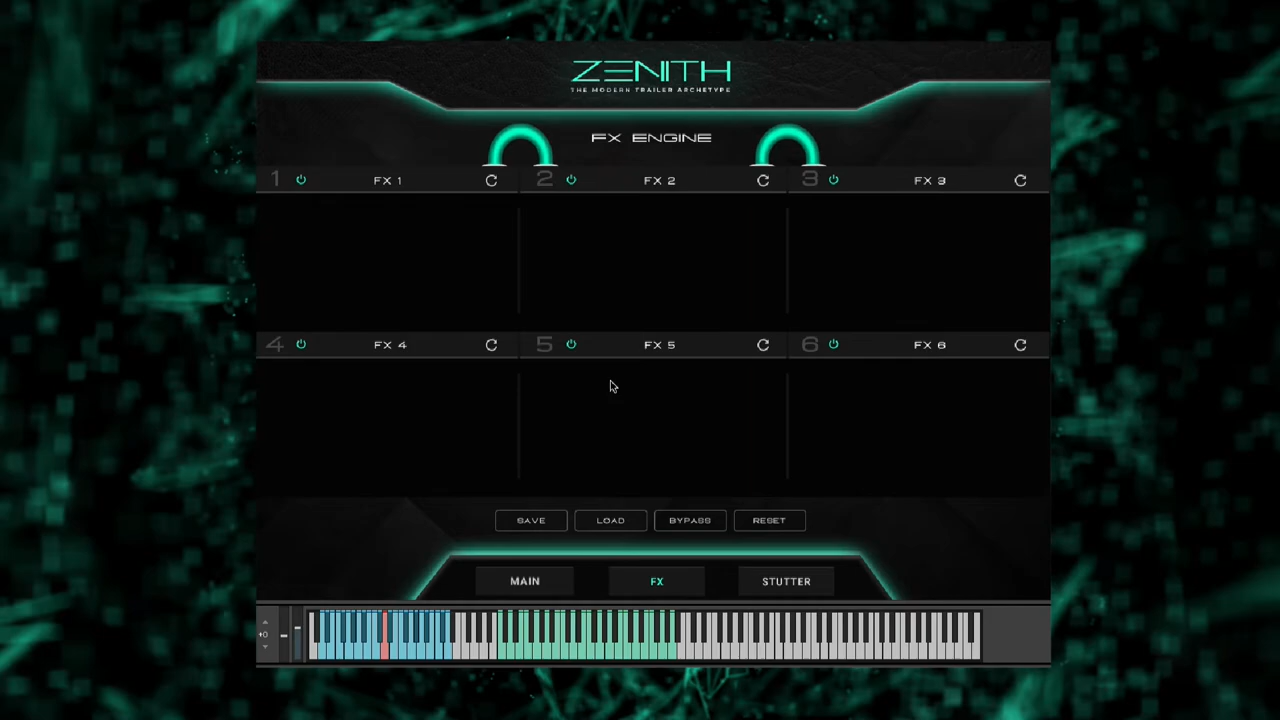 ZENITH
THE MODERN TRAILER ARCHETYPE
FX ENGINE
1 FX 1 2 FX 2 3 FX 3
4 FX 4 5 FX 5 6 FX 6
SAVE LOAD BYPASS RESET
MAIN FX STUTTER
+0